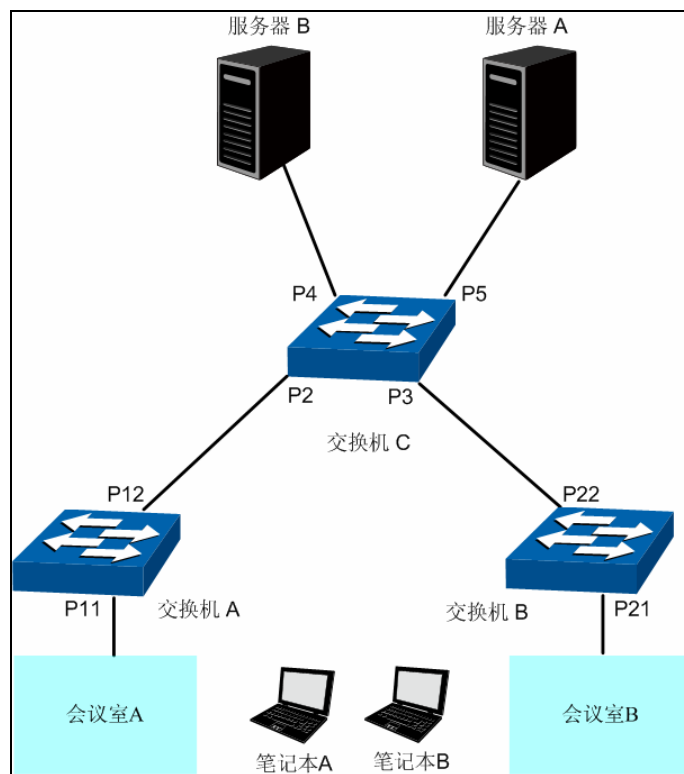 服务器 B
服务器 A
P4
P5
P2
P3
交换机 C
P12
P22
P11
交换机 A
交换机 B
P21
会议室A
笔记本A
笔记本B
会议室B